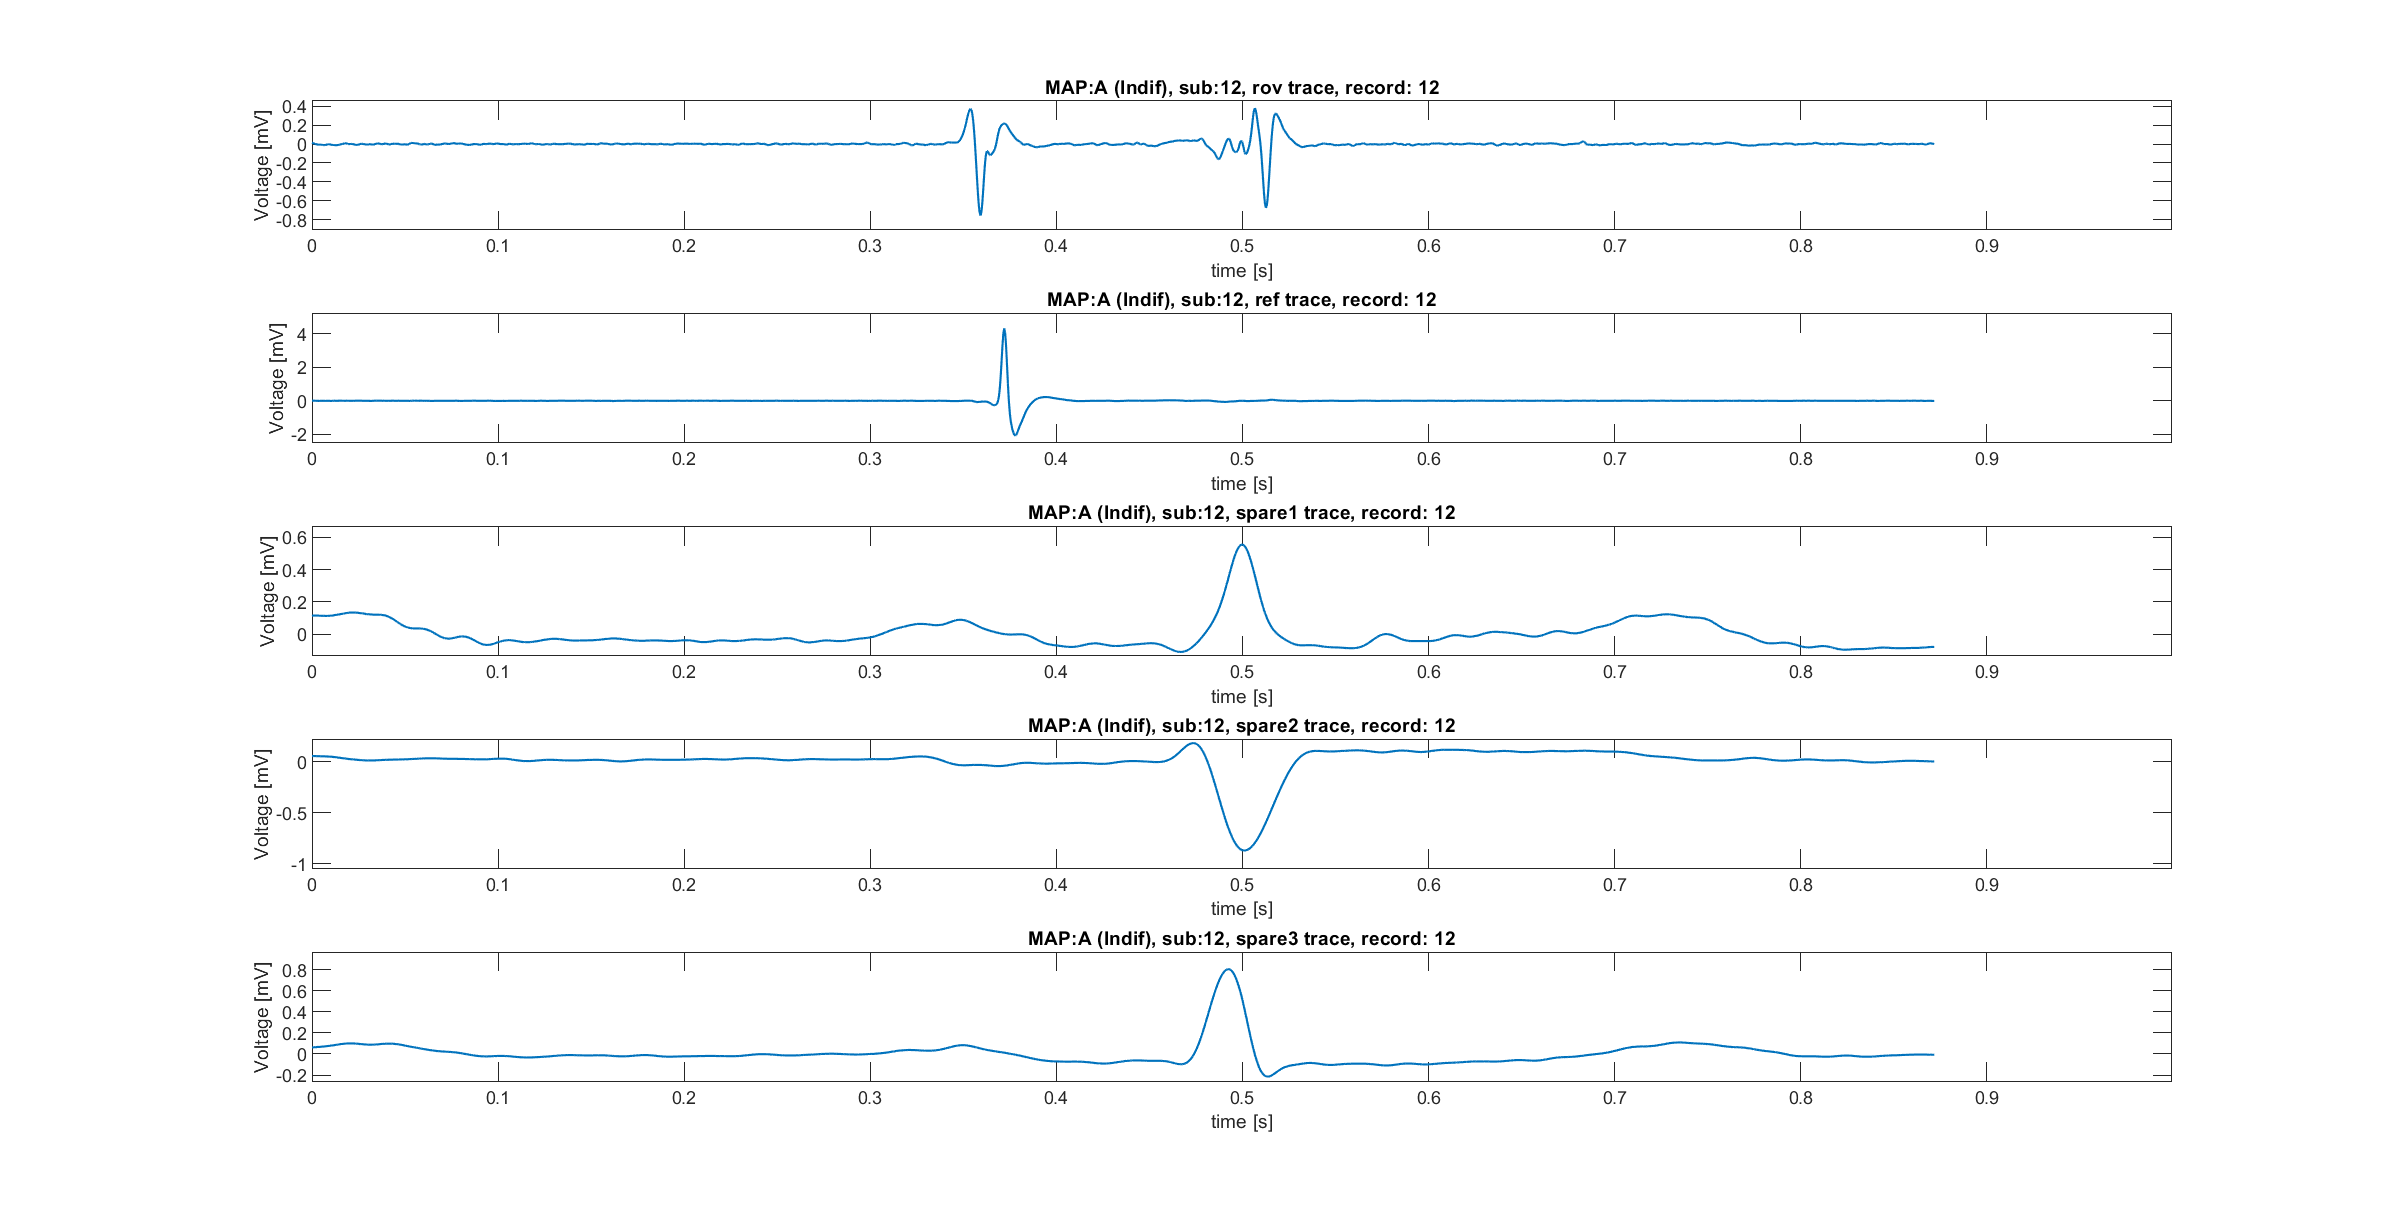 MAP:A (Indif), sub:12, rov trace, record: 12
Voltage [mV]
0.4
0.2
0
-0.2
-0.4
-0.6
-0.8
0 0.1 0.2 0.3 0.4 0.5 0.6 0.7 0.8 0.9
time [s]
MAP:A (Indif), sub:12, ref trace, record: 12
Voltage [mV]
4
2
0
-2
0 0.1 0.2 0.3 0.4 0.5 0.6 0.7 0.8 0.9
time [s]
MAP:A (Indif), sub:12, spare1 trace, record: 12
Voltage [mV]
0.6
0.4
0.2
0
0 0.1 0.2 0.3 0.4 0.5 0.6 0.7 0.8 0.9
time [s]
MAP:A (Indif), sub:12, spare2 trace, record: 12
Voltage [mV]
0
-0.5
-1
0 0.1 0.2 0.3 0.4 0.5 0.6 0.7 0.8 0.9
time [s]
MAP:A (Indif), sub:12, spare3 trace, record: 12
Voltage [mV]
0.8
0.6
0.4
0.2
0
-0.2
0 0.1 0.2 0.3 0.4 0.5 0.6 0.7 0.8 0.9
time [s]